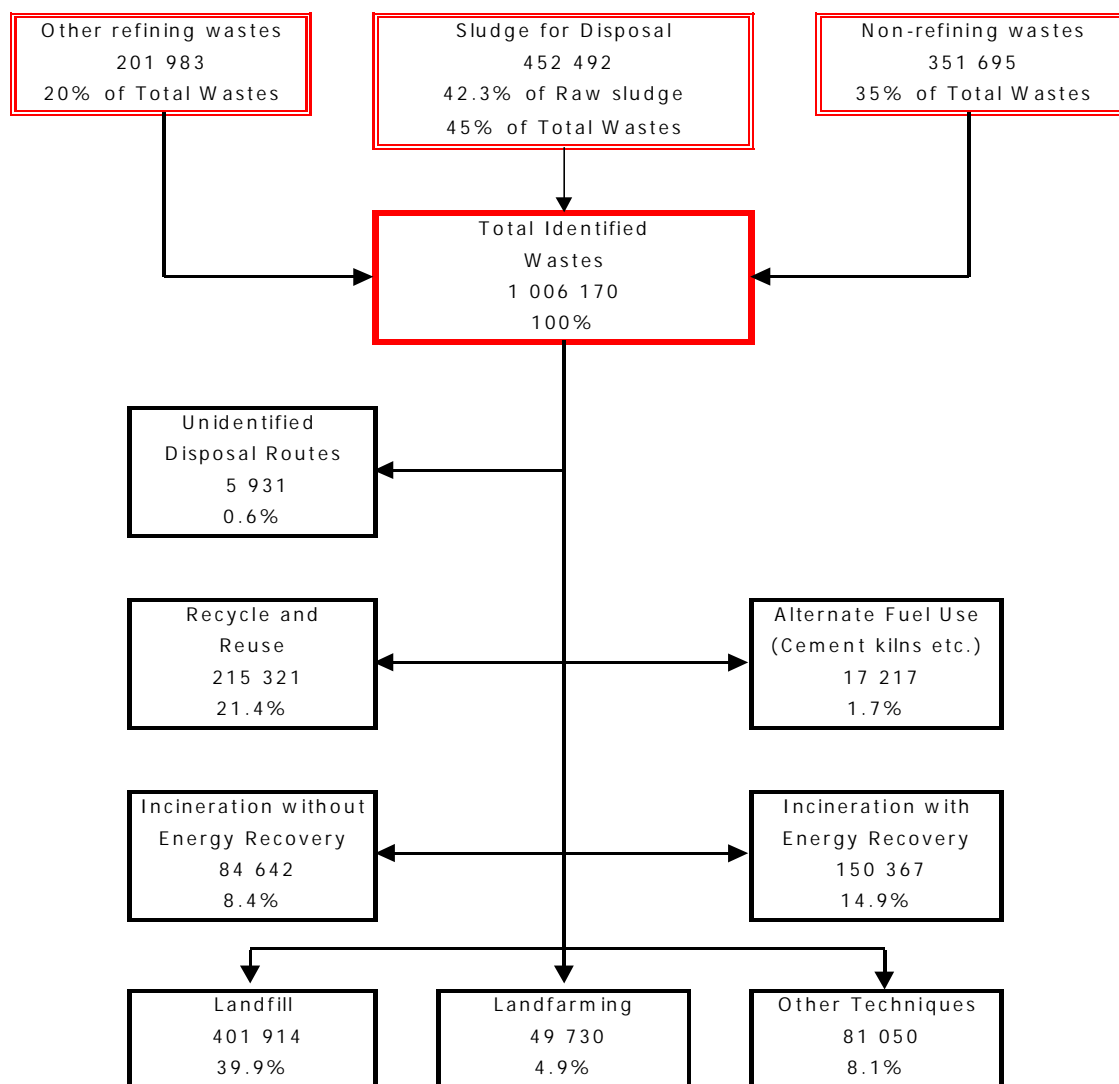 Other refining wastes
201 983
20% of Total Wastes
Sludge for Disposal
452 492
42.3% of Raw sludge
45% of Total Wastes
Non-refining wastes
351 695
35% of Total Wastes
Total Identified
Wastes
1 006 170
100%
Unidentified
Disposal Routes
5 931
0.6%
Recycle and
Reuse
215 321
21.4%
Alternate Fuel Use
(Cement kilns etc.)
17 217
1.7%
Incineration without
Energy Recovery
84 642
8.4%
Incineration with
Energy Recovery
150 367
14.9%
Landfill
401 914
39.9%
Landfarming
49 730
4.9%
Other Techniques
81 050
8.1%